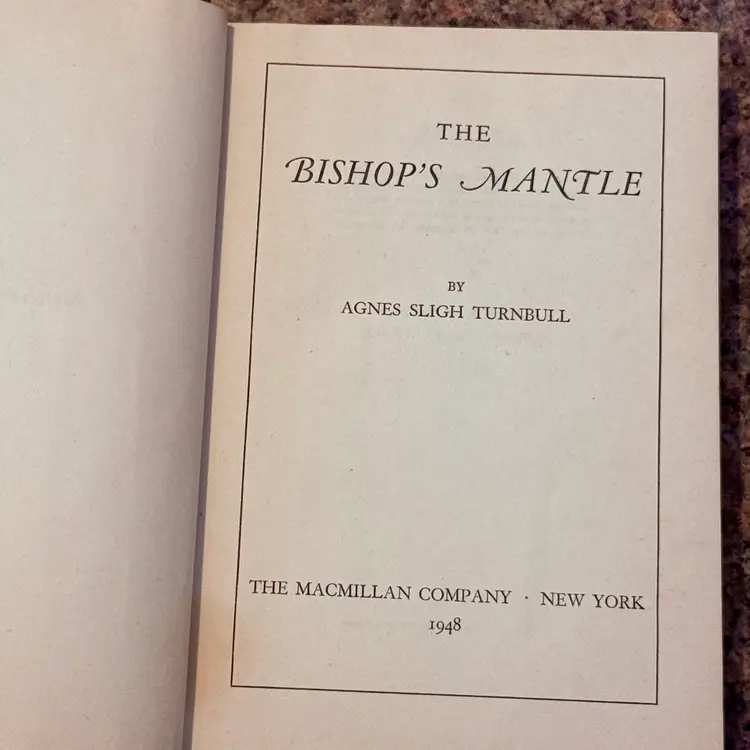 THE
BISHOP'S MANTLE
BY
AGNES SLIGH TURNBULL
THE MACMILLAN COMPANY · NEW YORK
1948